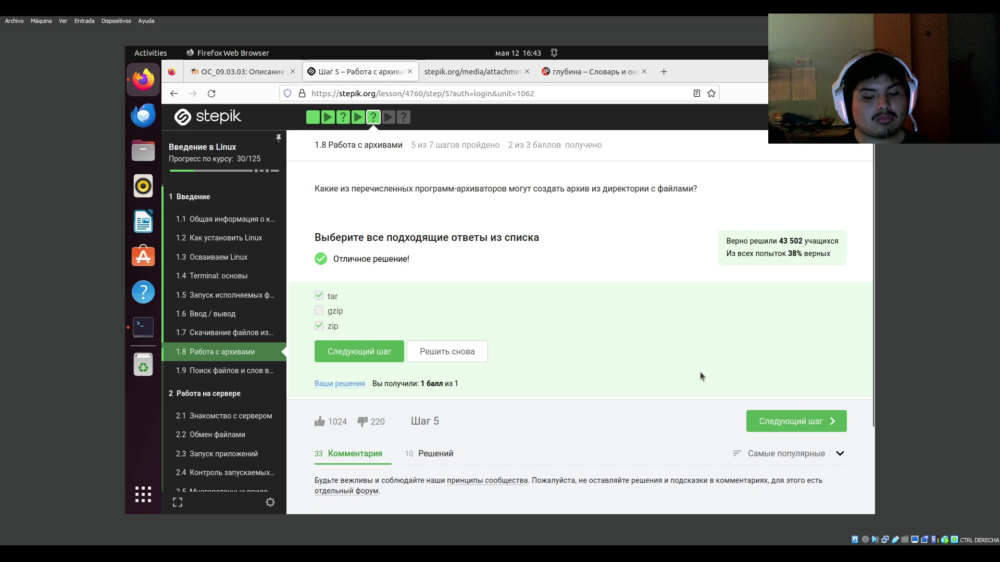 Archivo Máquina Ver Entrada Dispositivos Ayuda
Activities Firefox Web Browser мая 12 16:43
ОС_09.03.03: Описание Шаг 5 – Работа с архива stepik.org/media/attachmen глубина – Словарь и онл
https://stepik.org/lesson/4760/step/5?auth=login&unit=1062
stepik
Введение в Linux
Прогресс по курсу: 30/125
1 Введение
1.1 Общая информация о к...
1.2 Как установить Linux
1.3 Осваиваем Linux
1.4 Terminal: основы
1.5 Запуск исполняемых ф...
1.6 Ввод / вывод
1.7 Скачивание файлов из...
1.8 Работа с архивами
1.9 Поиск файлов и слов в...
2 Работа на сервере
2.1 Знакомство с сервером
2.2 Обмен файлами
2.3 Запуск приложений
2.4 Контроль запускаемых...
2.5 Многопоточные прило...
1.8 Работа с архивами 5 из 7 шагов пройдено 2 из 3 баллов получено
Какие из перечисленных программ-архиваторов могут создать архив из директории с файлами?
Выберите все подходящие ответы из списка
Отличное решение!
Верно решили 43 502 учащихся
Из всех попыток 38% верных
tar
gzip
zip
Следующий шаг Решить снова
Ваши решения Вы получили: 1 балл из 1
1024 220 Шаг 5 Следующий шаг
33 Комментария 10 Решений Самые популярные
Будьте вежливы и соблюдайте наши принципы сообщества. Пожалуйста, не оставляйте решения и подсказки в комментариях, для этого есть
отдельный форум.
CTRL DERECHA